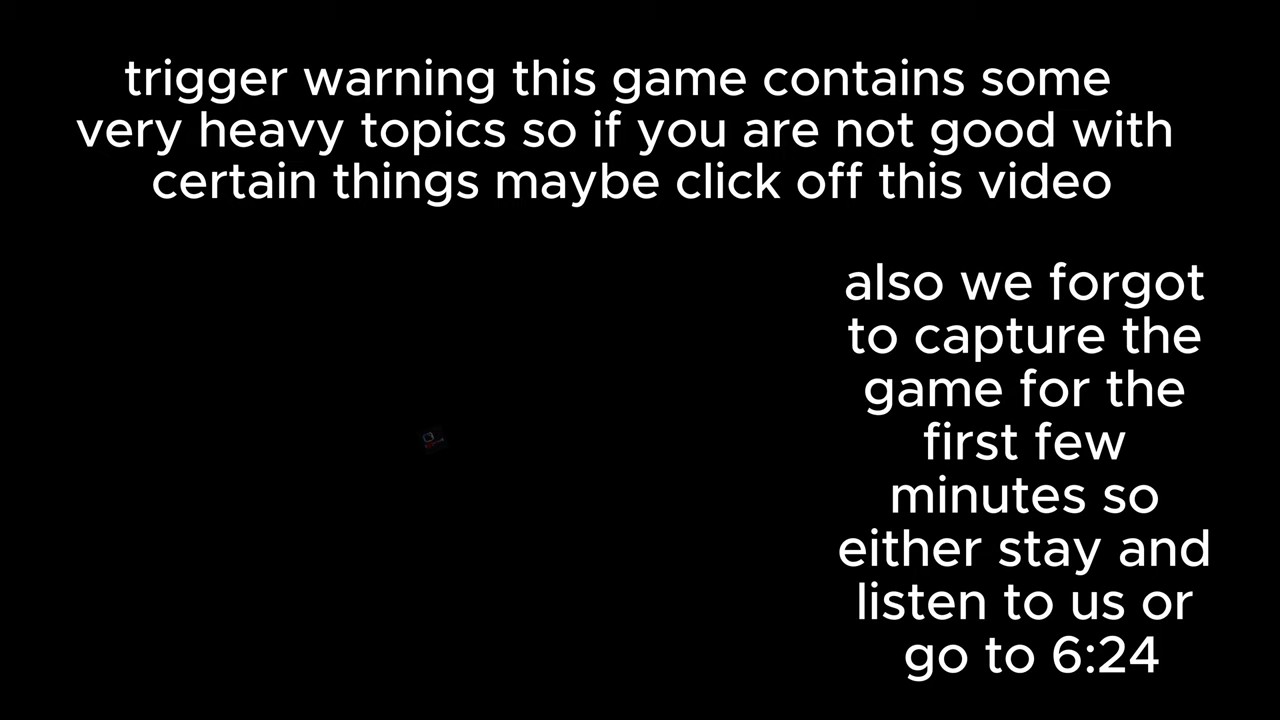 trigger warning this game contains some
very heavy topics so if you are not good with
certain things maybe click off this video
also we forgot
to capture the
game for the
first few
minutes so
either stay and
listen to us or
go to 6:24